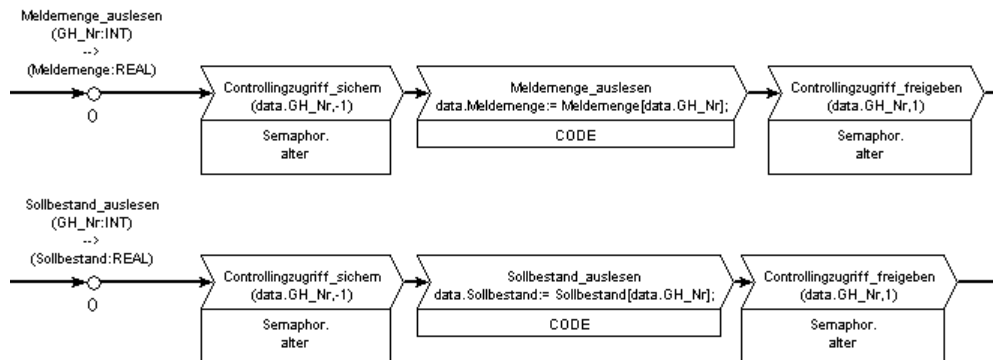 Meldemenge_auslesen
(GH_Nr:INT)
-->
(Meldemenge:REAL)
()
Controllingzugriff_sichern
(data.GH_Nr,-1)
Semaphor.
alter
Meldemenge_auslesen
data.Meldemenge:= Meldemenge[data.GH_Nr];
CODE
Controllingzugriff_freigeben
(data.GH_Nr,1)
Semaphor.
alter
Sollbestand_auslesen
(GH_Nr:INT)
-->
(Sollbestand:REAL)
()
Controllingzugriff_sichern
(data.GH_Nr,-1)
Semaphor.
alter
Sollbestand_auslesen
data.Sollbestand:= Sollbestand[data.GH_Nr];
CODE
Controllingzugriff_freigeben
(data.GH_Nr,1)
Semaphor.
alter